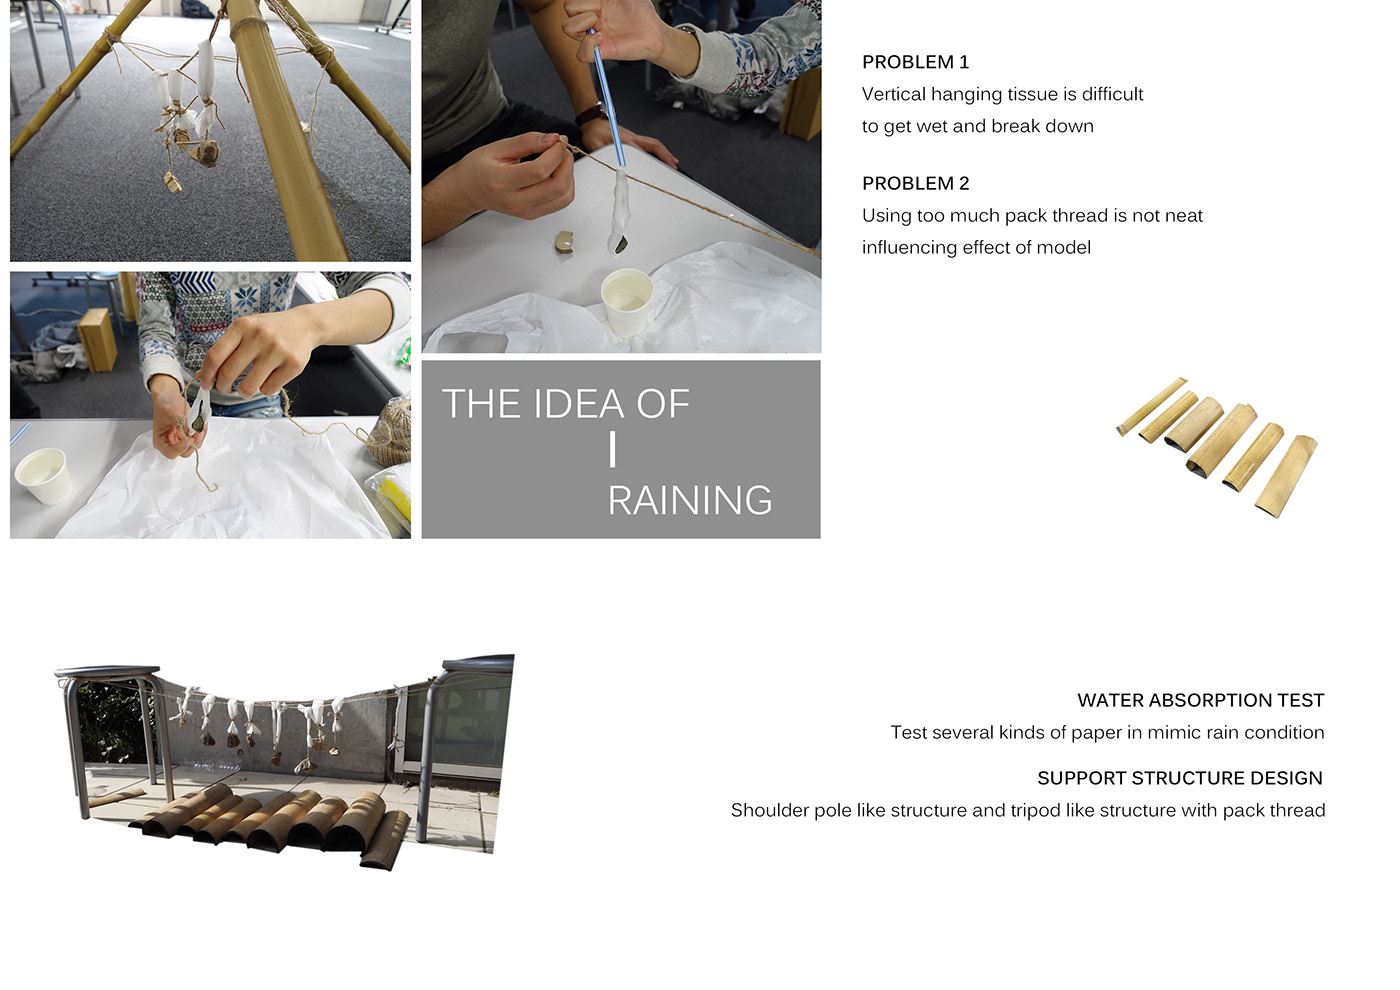 PROBLEM 1
Vertical hanging tissue is difficult
to get wet and break down
PROBLEM 2
Using too much pack thread is not neat
influencing effect of model
THE IDEA OF
I
RAINING
WATER ABSORPTION TEST
Test several kinds of paper in mimic rain condition
SUPPORT STRUCTURE DESIGN
Shoulder pole like structure and tripod like structure with pack thread